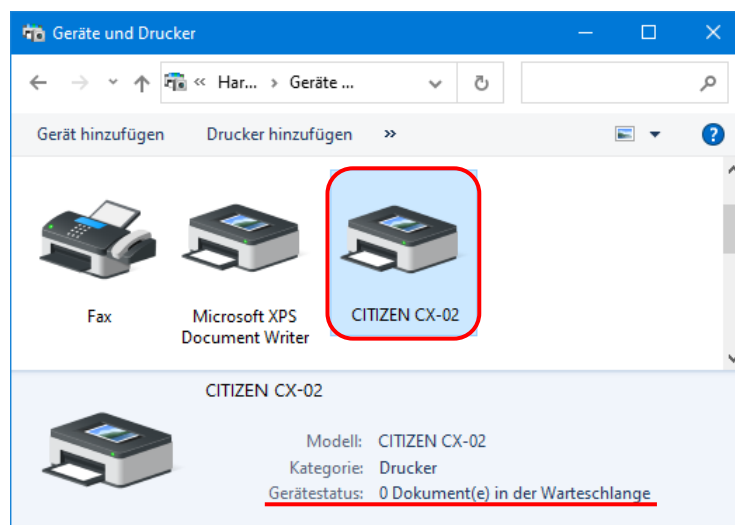 Geräte und Drucker
« Har... › Geräte ...
Gerät hinzufügen Drucker hinzufügen »
Fax
Microsoft XPS
Document Writer
CITIZEN CX-02
CITIZEN CX-02
Modell: CITIZEN CX-02
Kategorie: Drucker
Gerätestatus: 0 Dokument(e) in der Warteschlange